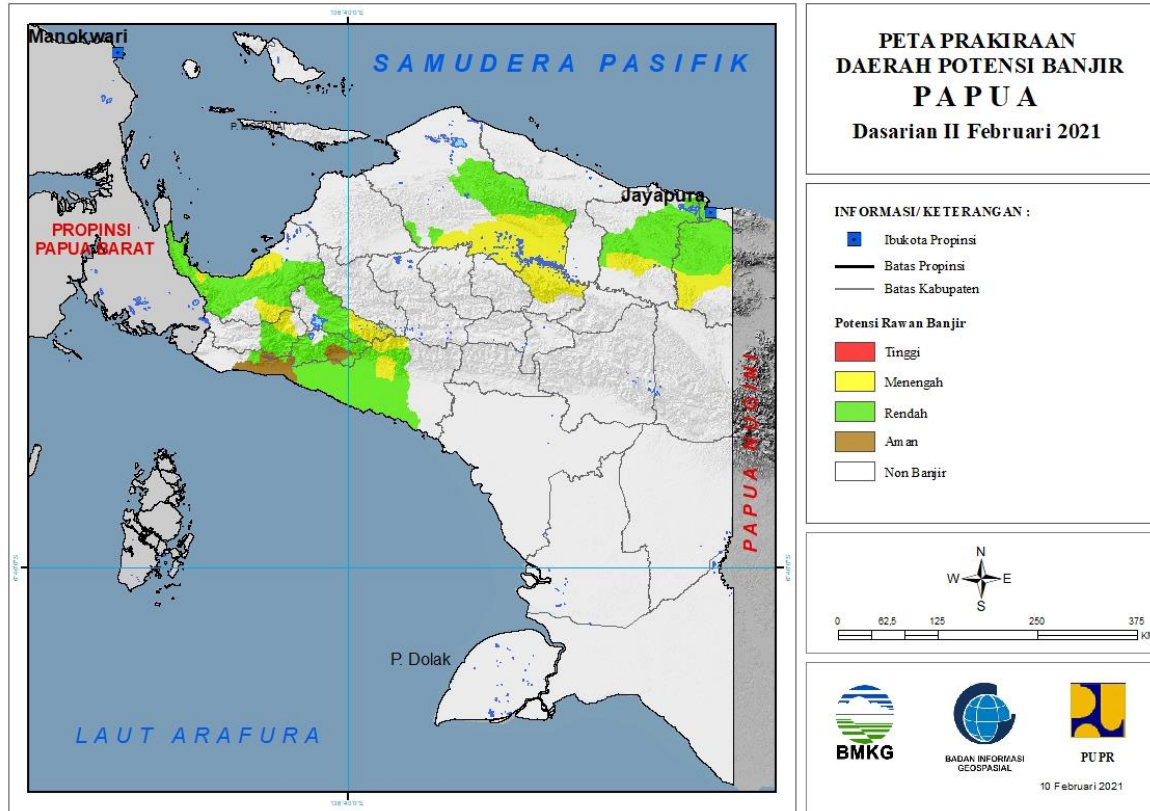 Manokwari
SAMUDERA PASIFIK
Jayapura
PROPINSI
PAPUA BARAT
PAPUA NUGINI
P. Dolak
LAUT ARAFURA
PETA PRAKIRAAN
DAERAH POTENSI BANJIR
PAPUA
Dasarian II Februari 2021
INFORMASI/ KETERANGAN :
Ibukota Propinsi
Batas Propinsi
Batas Kabupaten
Potensi Rawan Banjir
Tinggi
Menengah
Rendah
Aman
Non Banjir
N
W E
S
0 62,5 125 250 375
KM
BMKG
BADAN INFORMASI
GEOSPASIAL
PUPR
10 Februari 2021